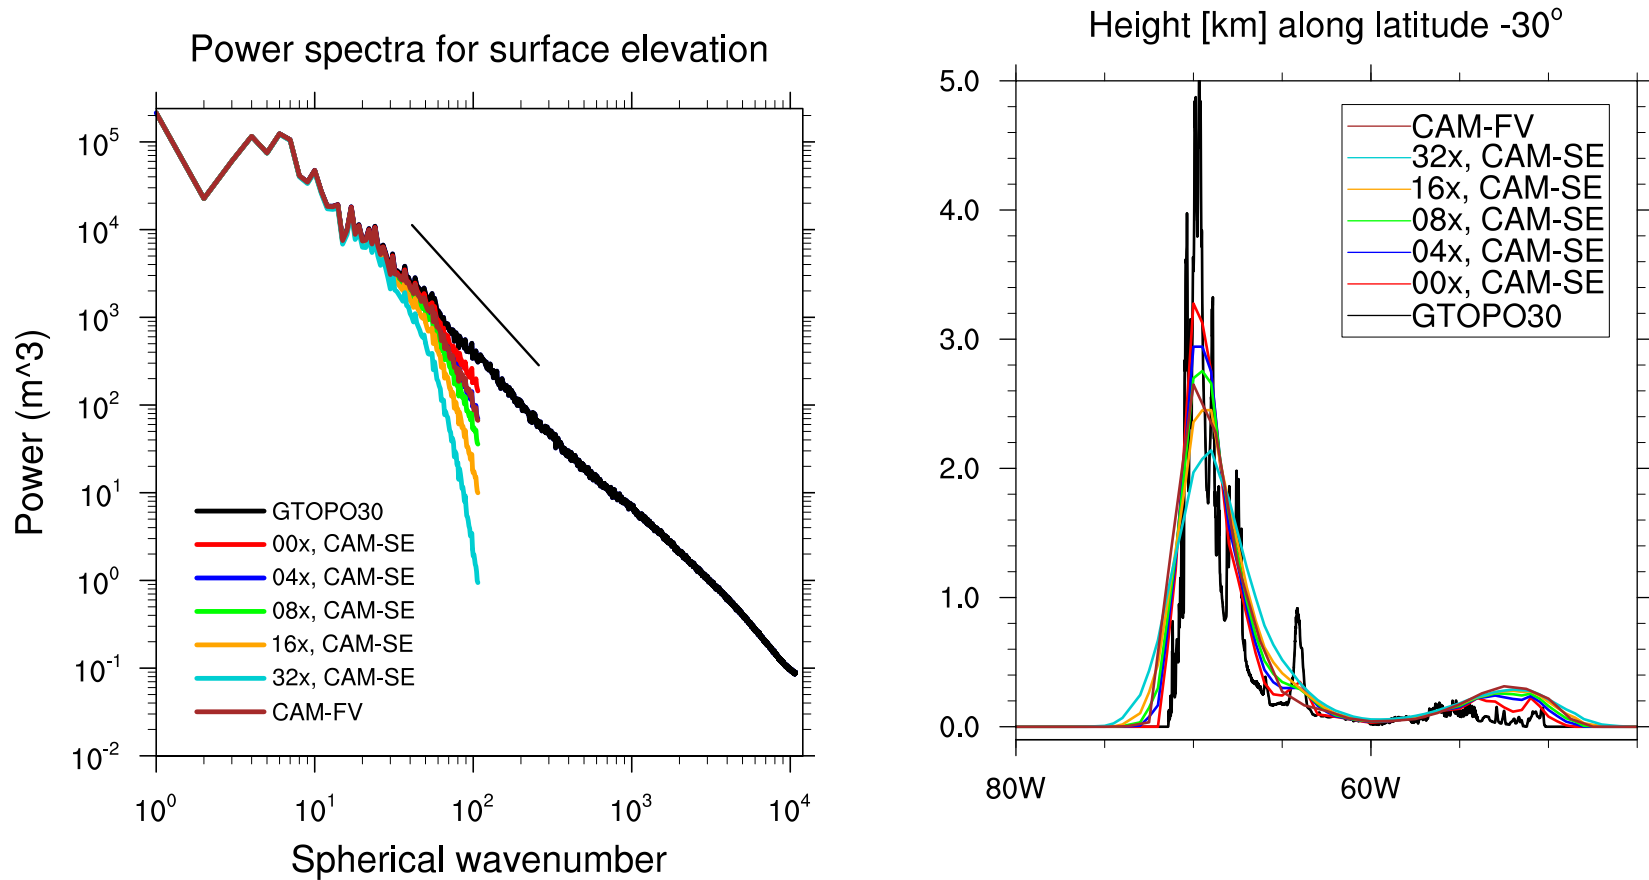 Power spectra for surface elevation
Power (m^3)
10^5
10^4
10^3
10^2
10^1
10^0
10^-1
10^-2
GTOPO30
00x, CAM-SE
04x, CAM-SE
08x, CAM-SE
16x, CAM-SE
32x, CAM-SE
CAM-FV
10^0 10^1 10^2 10^3 10^4
Spherical wavenumber
Height [km] along latitude -30°
5.0
4.0
3.0
2.0
1.0
0.0
CAM-FV
32x, CAM-SE
16x, CAM-SE
08x, CAM-SE
04x, CAM-SE
00x, CAM-SE
GTOPO30
80W 60W